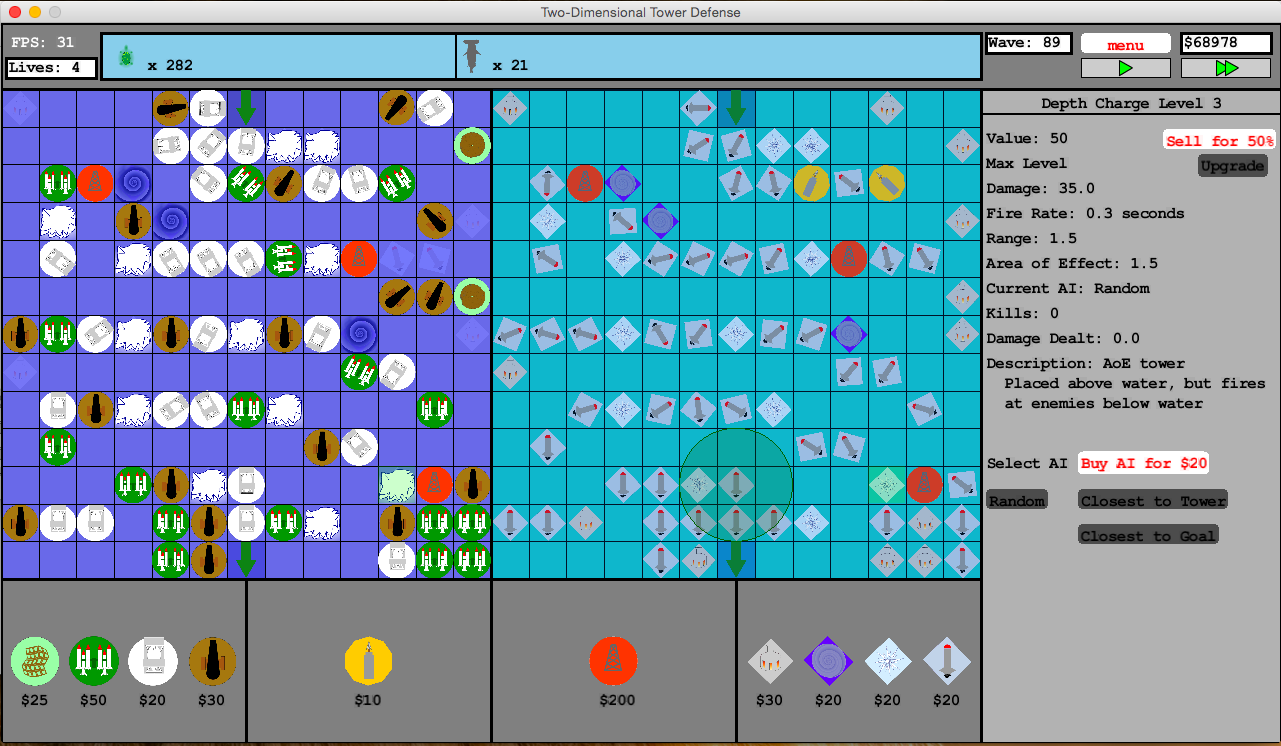 Two-Dimensional Tower Defense
FPS: 31
Lives: 4
x 282
x 21
Wave: 89
menu
$68978
Depth Charge Level 3
Value: 50
Sell for 50%
Max Level
Upgrade
Damage: 35.0
Fire Rate: 0.3 seconds
Range: 1.5
Area of Effect: 1.5
Current AI: Random
Kills: 0
Damage Dealt: 0.0
Description: AoE tower
Placed above water, but fires
at enemies below water
Select AI
Buy AI for $20
Random
Closest to Tower
Closest to Goal
$25
$50
$20
$30
$10
$200
$30
$20
$20
$20